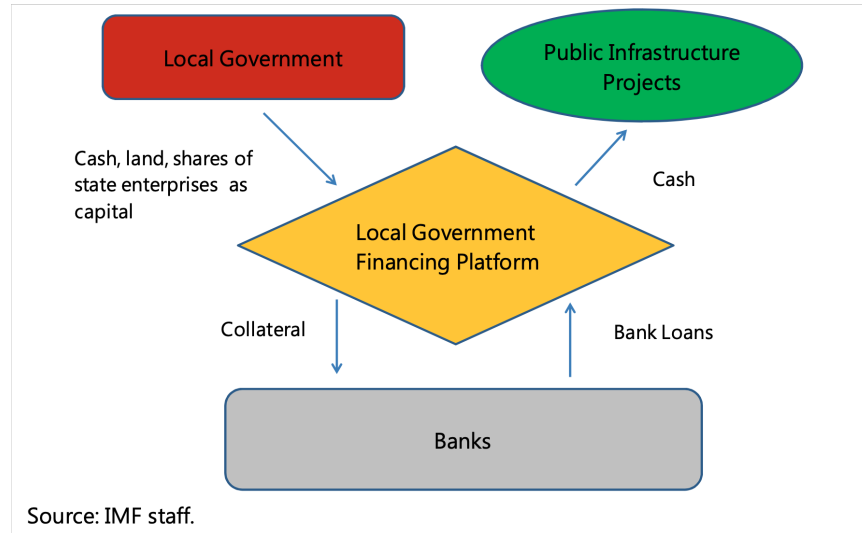 Local Government
Public Infrastructure
Projects
Cash, land, shares of
state enterprises as
capital
Cash
Local Government
Financing Platform
Collateral
Bank Loans
Banks
Source: IMF staff.